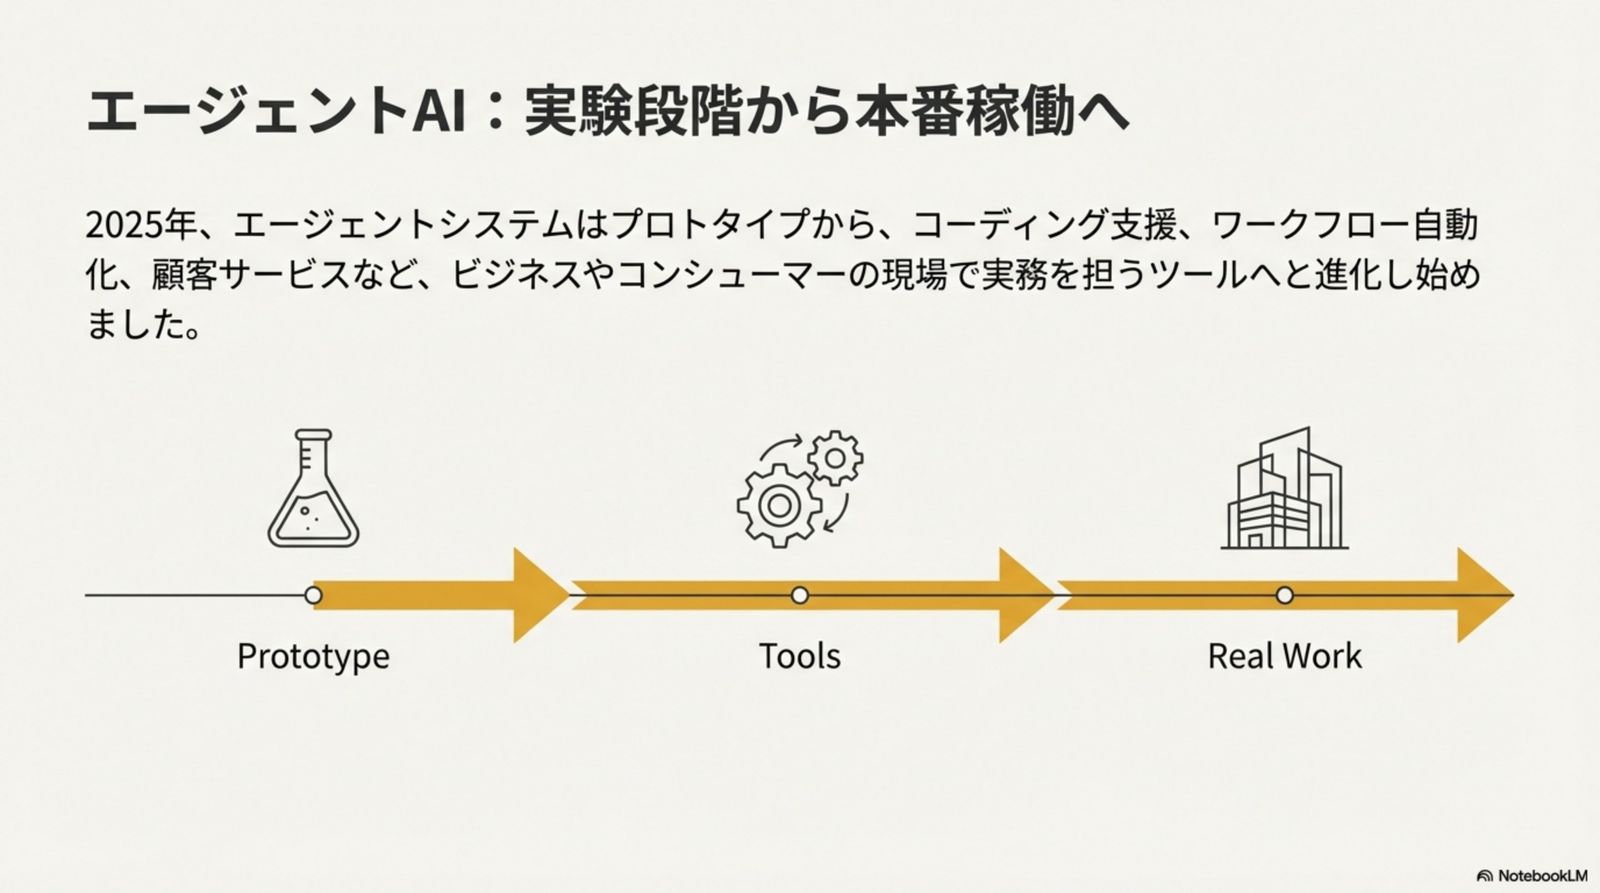 エージェントAI：実験段階から本番稼働へ
2025年、エージェントシステムはプロトタイプから、コーディング支援、ワークフロー自動
化、顧客サービスなど、ビジネスやコンシューマーの現場で実務を担うツールへと進化し始め
ました。
Prototype
Tools
Real Work
NotebookLM